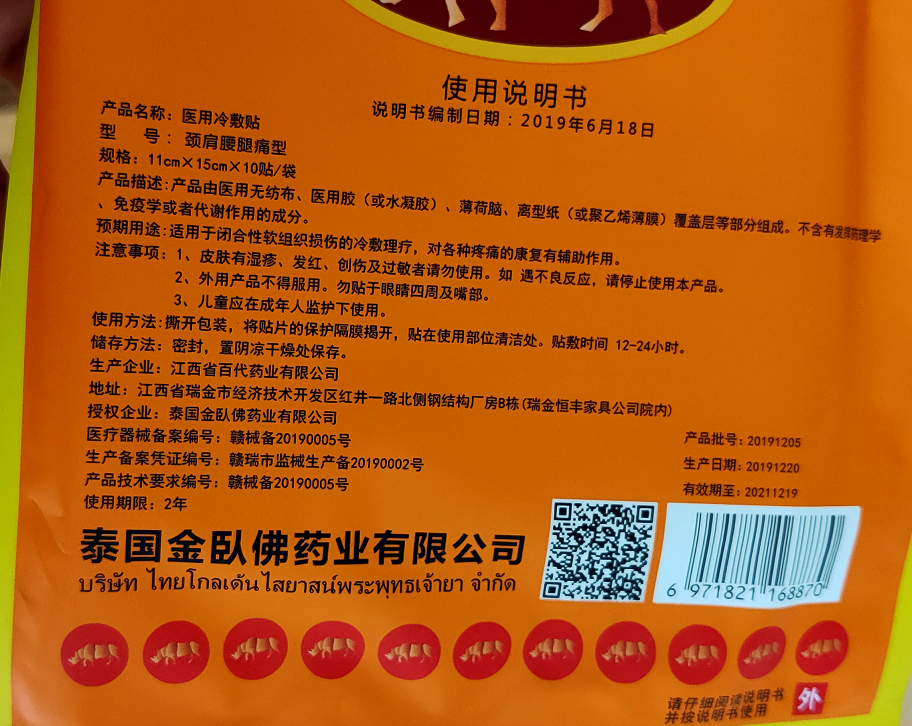 使用说明书
说明书编制日期：2019年6月18日
产品名称：医用冷敷贴
型　号：颈肩腰腿痛型
规格：11cm×15cm×10贴/袋
产品描述:产品由医用无纺布、医用胶（或水凝胶）、薄荷脑、离型纸（或聚乙烯薄膜）覆盖层等部分组成。不含有发挥药理学
、免疫学或者代谢作用的成分。
预期用途:适用于闭合性软组织损伤的冷敷理疗，对各种疼痛的康复有辅助作用。
注意事项：1、皮肤有湿疹、发红、创伤及过敏者请勿使用。如 遇不良反应，请停止使用本产品。
2、外用产品不得服用。勿贴于眼睛四周及嘴部。
3、儿童应在成年人监护下使用。
使用方法:撕开包装，将贴片的保护隔膜揭开，贴在使用部位清洁处。贴敷时间 12-24小时。
储存方法：密封，置阴凉干燥处保存。
生产企业：江西省百代药业有限公司
地址：江西省瑞金市经济技术开发区红井一路北侧钢结构厂房B栋(瑞金恒丰家具公司院内)
授权企业：泰国金卧佛药业有限公司
医疗器械备案编号：赣械备20190005号
生产备案凭证编号：赣瑞市监械生产备20190002号
产品技术要求编号：赣械备20190005号
使用期限：2年
产品批号：20191205
生产日期：20191220
有效期至：20211219
泰国金臥佛药业有限公司
บริษัท ไทยโกลเด้นไสยาสน์พระพุทธเจ้ายา จำกัด
6 971821 168870
请仔细阅读说明书
并按说明书使用
外